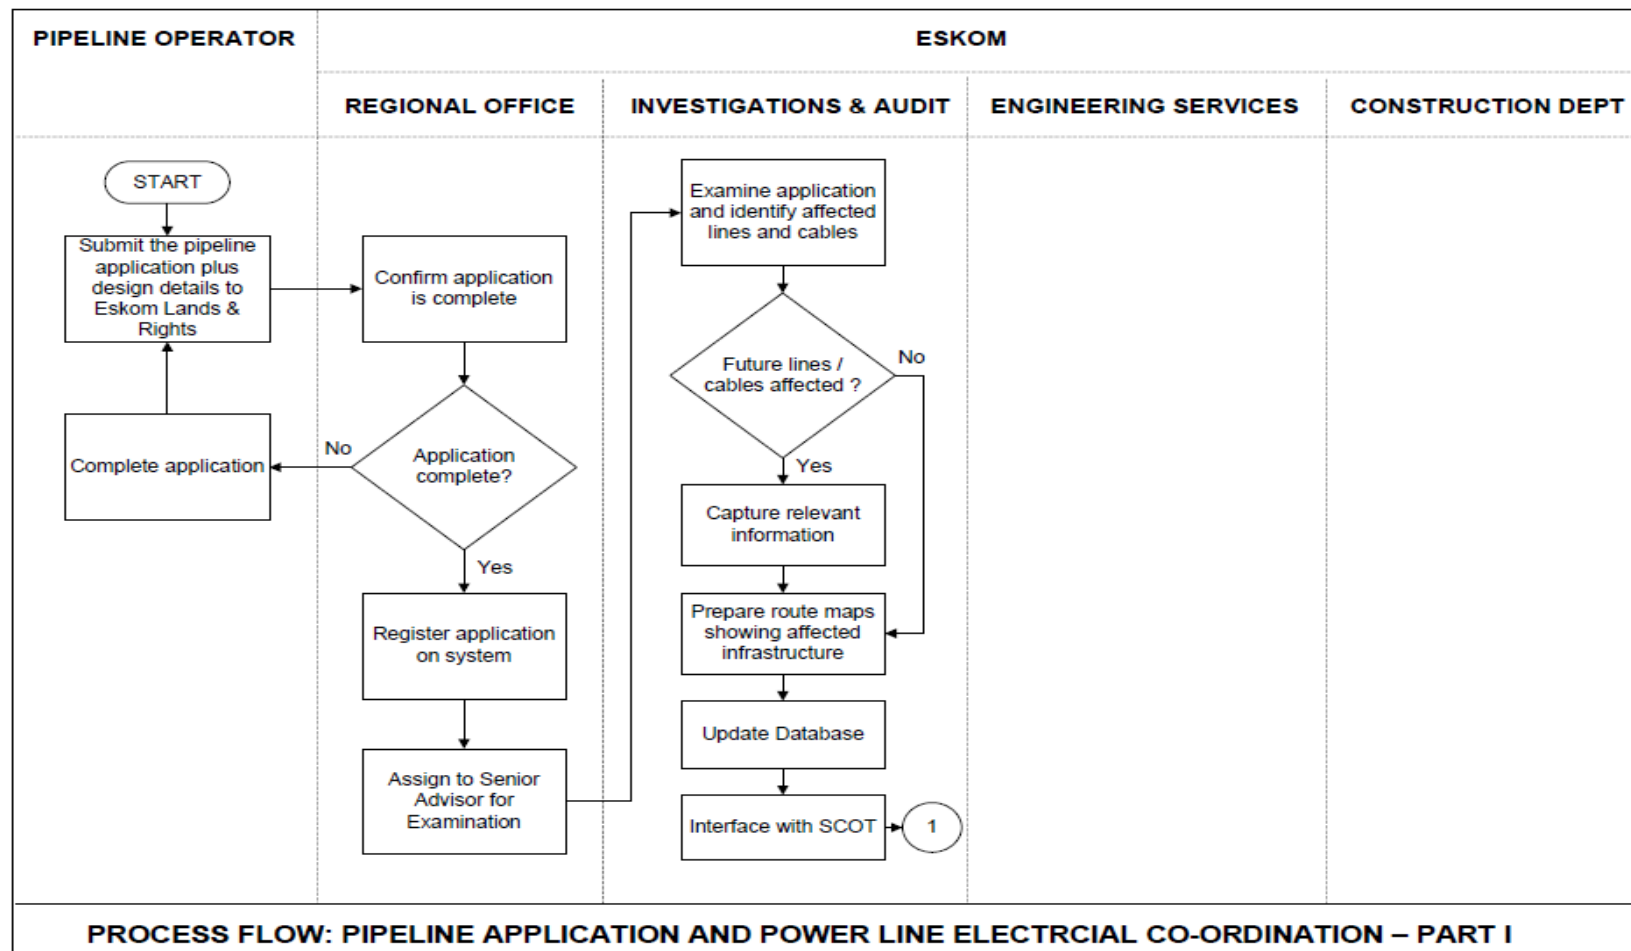 PIPELINE OPERATOR
ESKOM
REGIONAL OFFICE
INVESTIGATIONS & AUDIT
ENGINEERING SERVICES
CONSTRUCTION DEPT
START
Submit the pipeline
application plus
design details to
Eskom Lands &
Rights
Confirm application
is complete
Application
complete?
No
Complete application
Yes
Register application
on system
Assign to Senior
Advisor for
Examination
Examine application
and identify affected
lines and cables
Future lines /
cables affected ?
No
Yes
Capture relevant
information
Prepare route maps
showing affected
infrastructure
Update Database
Interface with SCOT
1
PROCESS FLOW: PIPELINE APPLICATION AND POWER LINE ELECTRCIAL CO-ORDINATION – PART I